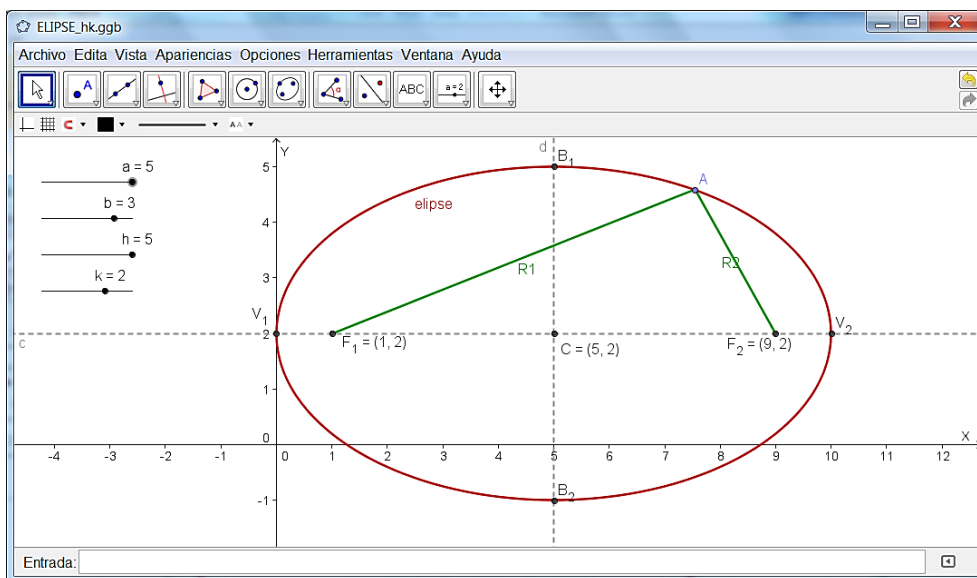 ELIPSE_hk.ggb
Archivo Edita Vista Apariencias Opciones Herramientas Ventana Ayuda
A
α
ABC
a = 2
A A
a = 5
b = 3
h = 5
k = 2
Y
X
c
d
elipse
B₁
A
R1
R2
V₁
V₂
F₁ = (1, 2)
C = (5, 2)
F₂ = (9, 2)
B₂
5
4
3
2
1
0
-1
-4 -3 -2 -1 0 1 2 3 4 5 6 7 8 9 10 11 12
Entrada: